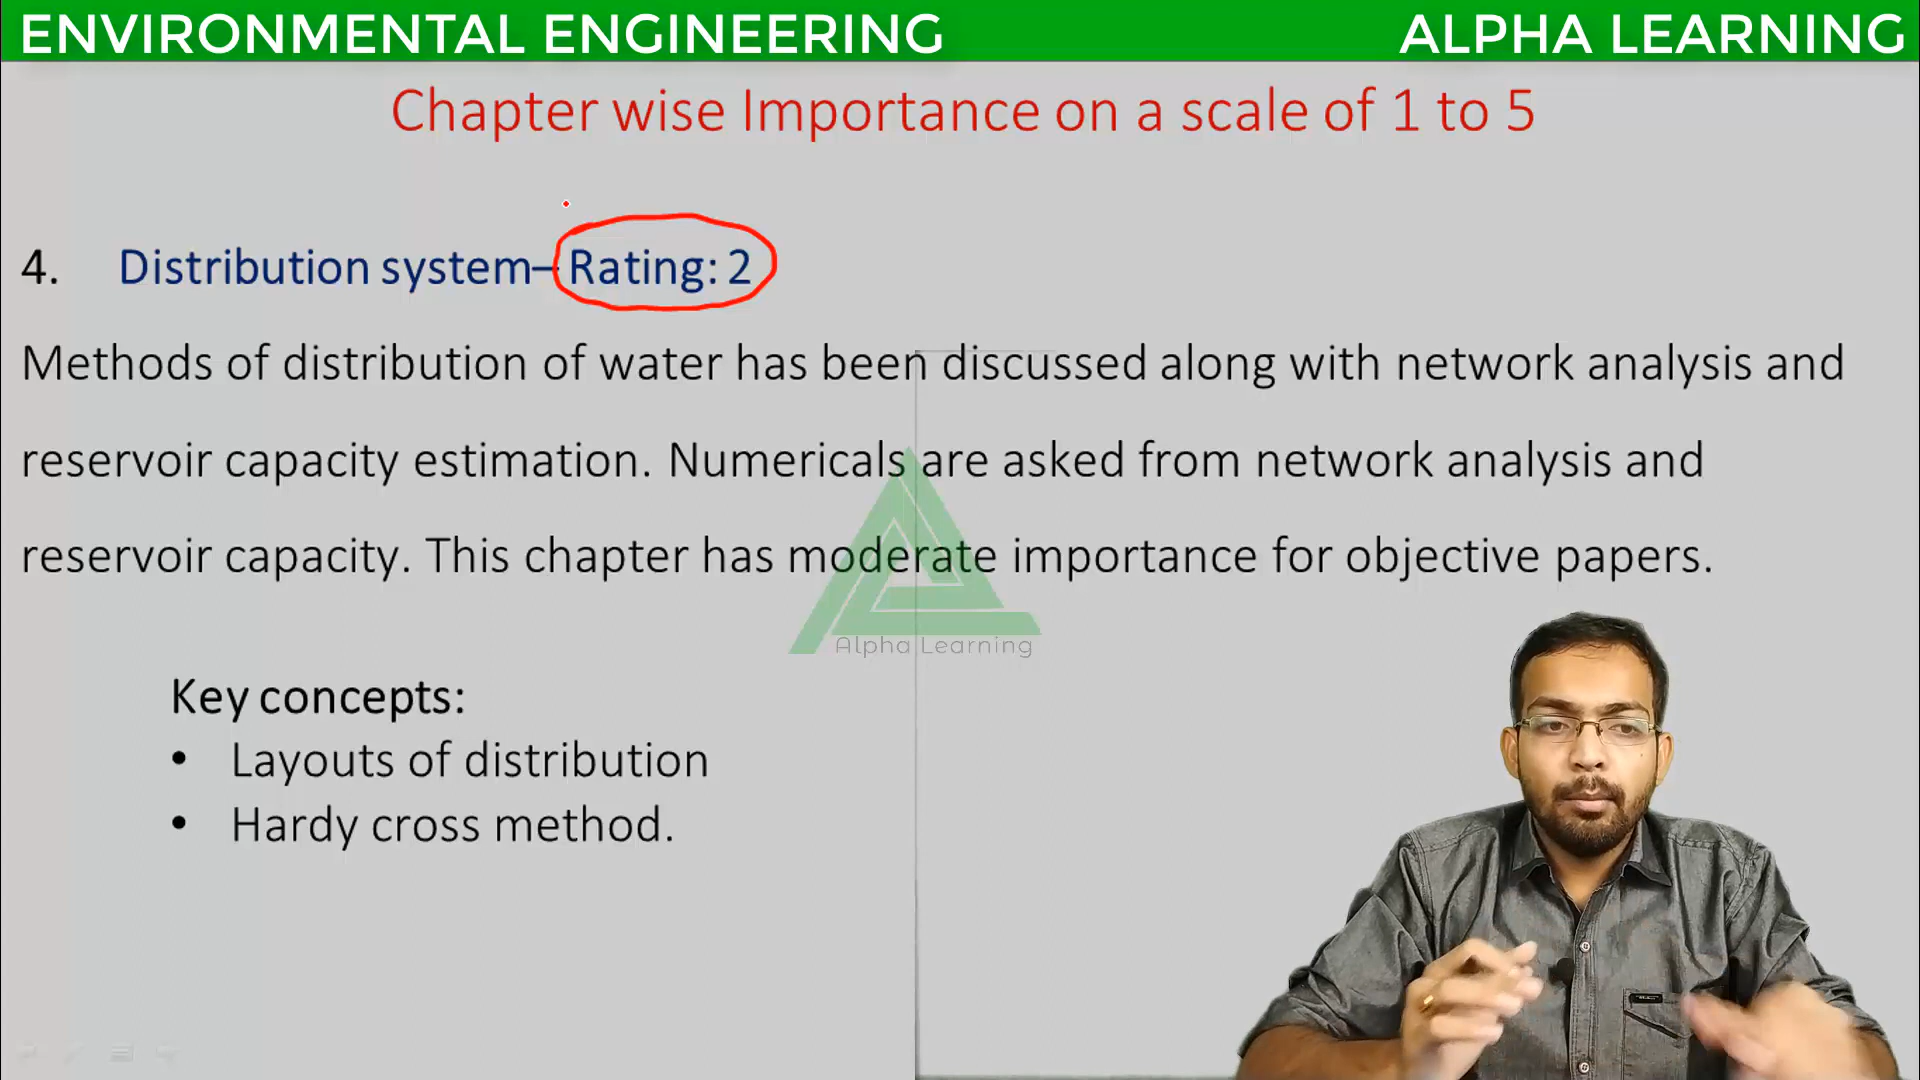 ENVIRONMENTAL ENGINEERING
ALPHA LEARNING
Chapter wise Importance on a scale of 1 to 5
4. Distribution system– Rating: 2
Methods of distribution of water has been discussed along with network analysis and
reservoir capacity estimation. Numericals are asked from network analysis and
reservoir capacity. This chapter has moderate importance for objective papers.
Alpha Learning
Key concepts:
• Layouts of distribution
• Hardy cross method.